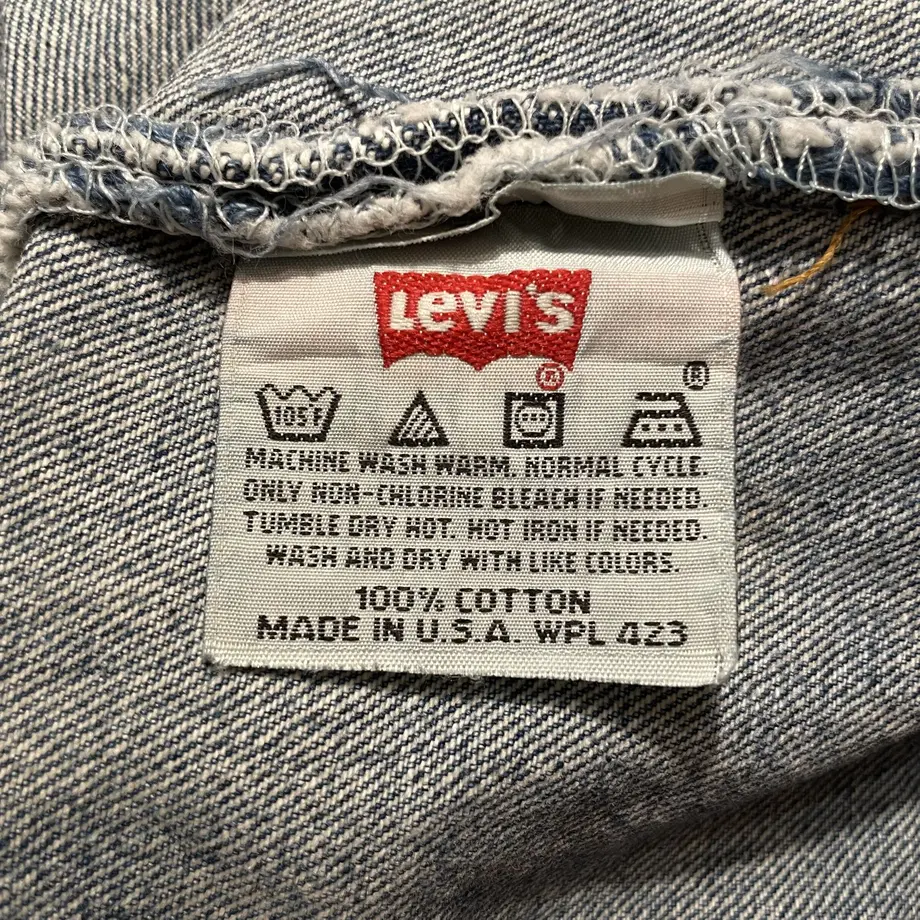 LEVI'S
®
®
105F
MACHINE WASH WARM. NORMAL CYCLE.
ONLY NON-CHLORINE BLEACH IF NEEDED.
TUMBLE DRY HOT. HOT IRON IF NEEDED.
WASH AND DRY WITH LIKE COLORS.
100% COTTON
MADE IN U.S.A. WPL 423